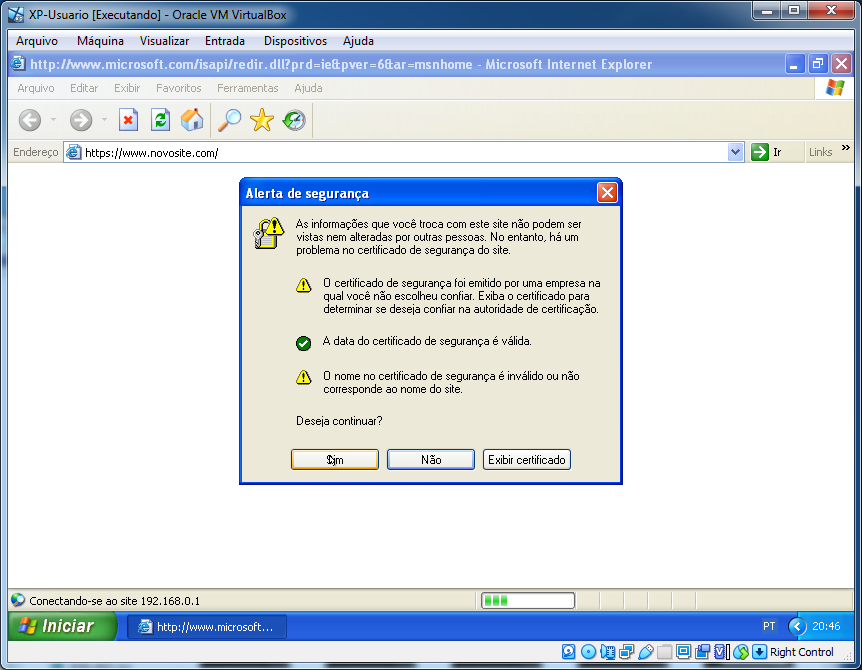 XP-Usuario [Executando] - Oracle VM VirtualBox
Arquivo Máquina Visualizar Entrada Dispositivos Ajuda
http://www.microsoft.com/isapi/redir.dll?prd=ie&pver=6&ar=msnhome - Microsoft Internet Explorer
Arquivo Editar Exibir Favoritos Ferramentas Ajuda
Endereço https://www.novosite.com/ Ir Links »
Alerta de segurança
As informações que você troca com este site não podem ser
vistas nem alteradas por outras pessoas. No entanto, há um
problema no certificado de segurança do site.
O certificado de segurança foi emitido por uma empresa na
qual você não escolheu confiar. Exiba o certificado para
determinar se deseja confiar na autoridade de certificação.
A data do certificado de segurança é válida.
O nome no certificado de segurança é inválido ou não
corresponde ao nome do site.
Deseja continuar?
Sim Não Exibir certificado
Conectando-se ao site 192.168.0.1
Iniciar http://www.microsoft... PT 20:46
Right Control